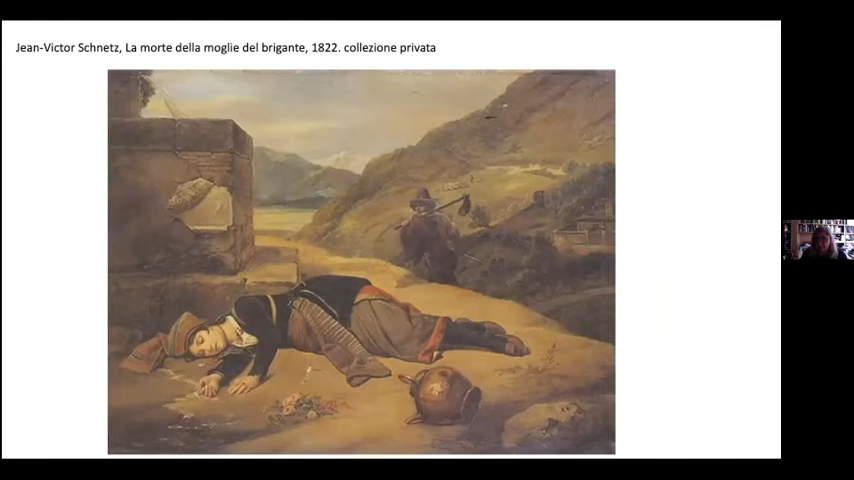 Jean-Victor Schnetz, La morte della moglie del brigante, 1822. collezione privata